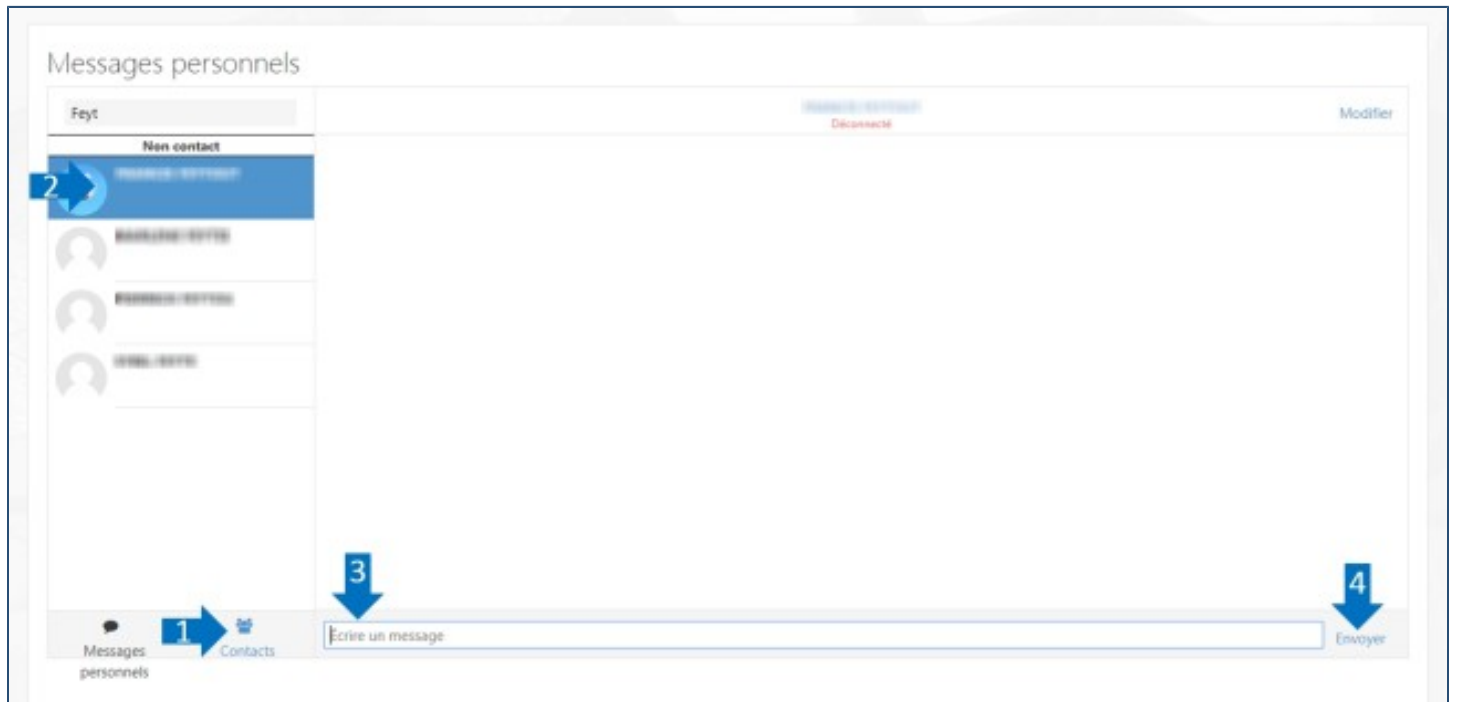 Messages personnels
Feyt
Déconnecté
Modifier
Non contact
2
3
4
1
Messages
personnels
Contacts
Ecrire un message
Envoyer